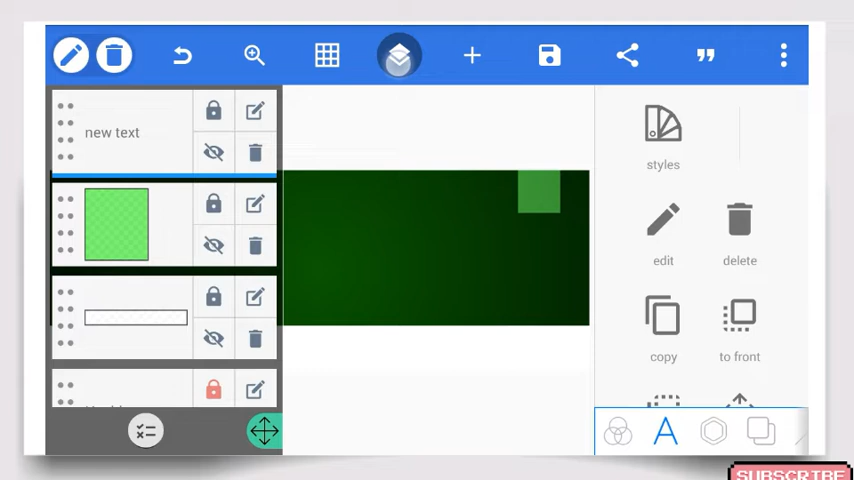 new text
styles
edit
delete
copy
to front
SUBSCRIBE